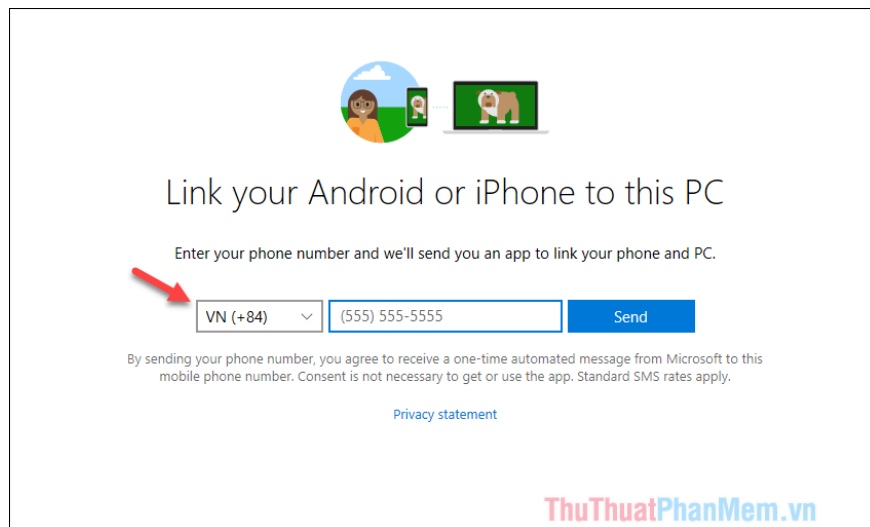 Link your Android or iPhone to this PC
Enter your phone number and we'll send you an app to link your phone and PC.
VN (+84) (555) 555-5555 Send
By sending your phone number, you agree to receive a one-time automated message from Microsoft to this
mobile phone number. Consent is not necessary to get or use the app. Standard SMS rates apply.
Privacy statement
ThuThuatPhanMem.vn